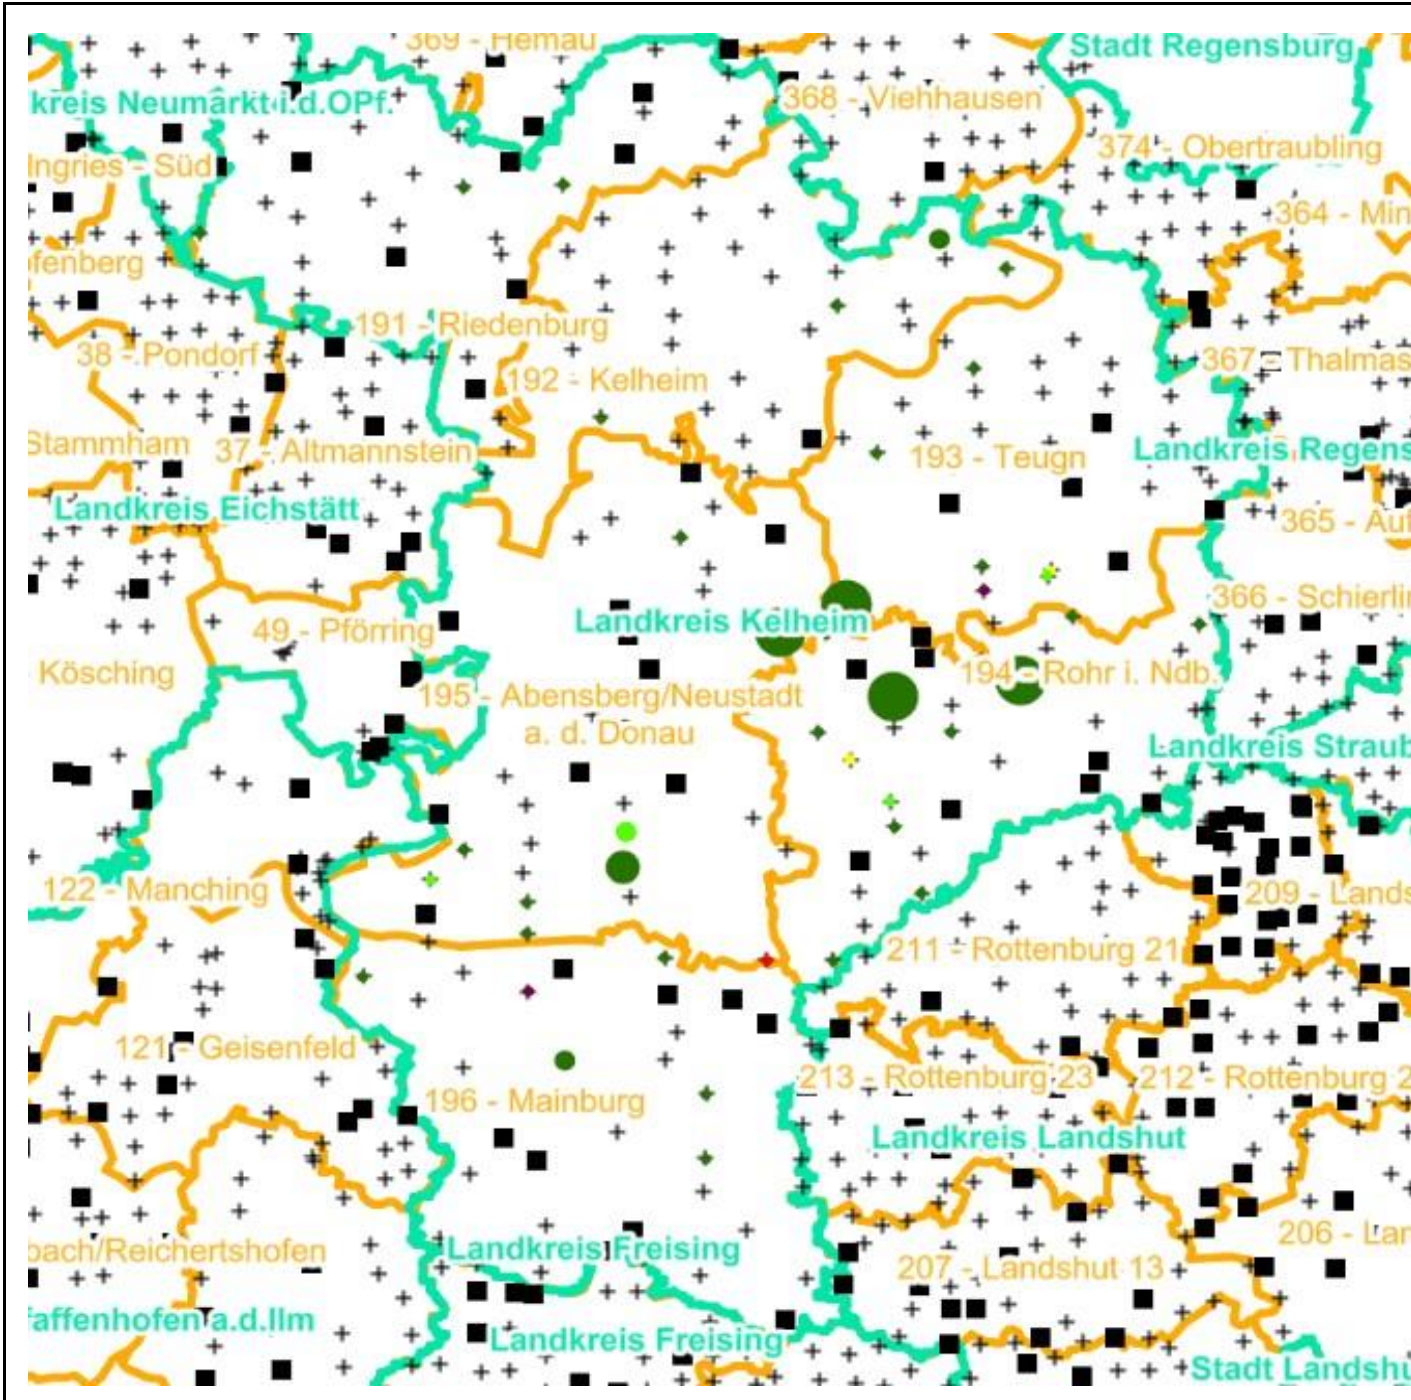 369 - Hemau
Stadt Regensburg
kreis Neumarkt i.d.OPf.
368 - Viehhausen
374 - Obertraubling
Ingries - Süd
364 - Min
ofenberg
191 - Riedenburg
38 - Pondorf
367 - Thalmas
192 - Kelheim
Stammham
37 - Altmannstein
193 - Teugn
Landkreis Regens
Landkreis Eichstätt
365 - Auf
366 - Schierlin
Landkreis Kelheim
49 - Pförring
Kösching
194 - Rohr i. Ndb.
195 - Abensberg/Neustadt
a. d. Donau
Landkreis Straub
122 - Manching
209 - Lands
211 - Rottenburg 21
121 - Geisenfeld
213 - Rottenburg 23
212 - Rottenburg 2
196 - Mainburg
Landkreis Landshut
206 - Lan
bach/Reichertshofen
Landkreis Freising
207 - Landshut 13
faffenhofen a.d.Ilm
Landkreis Freising
Stadt Landshu